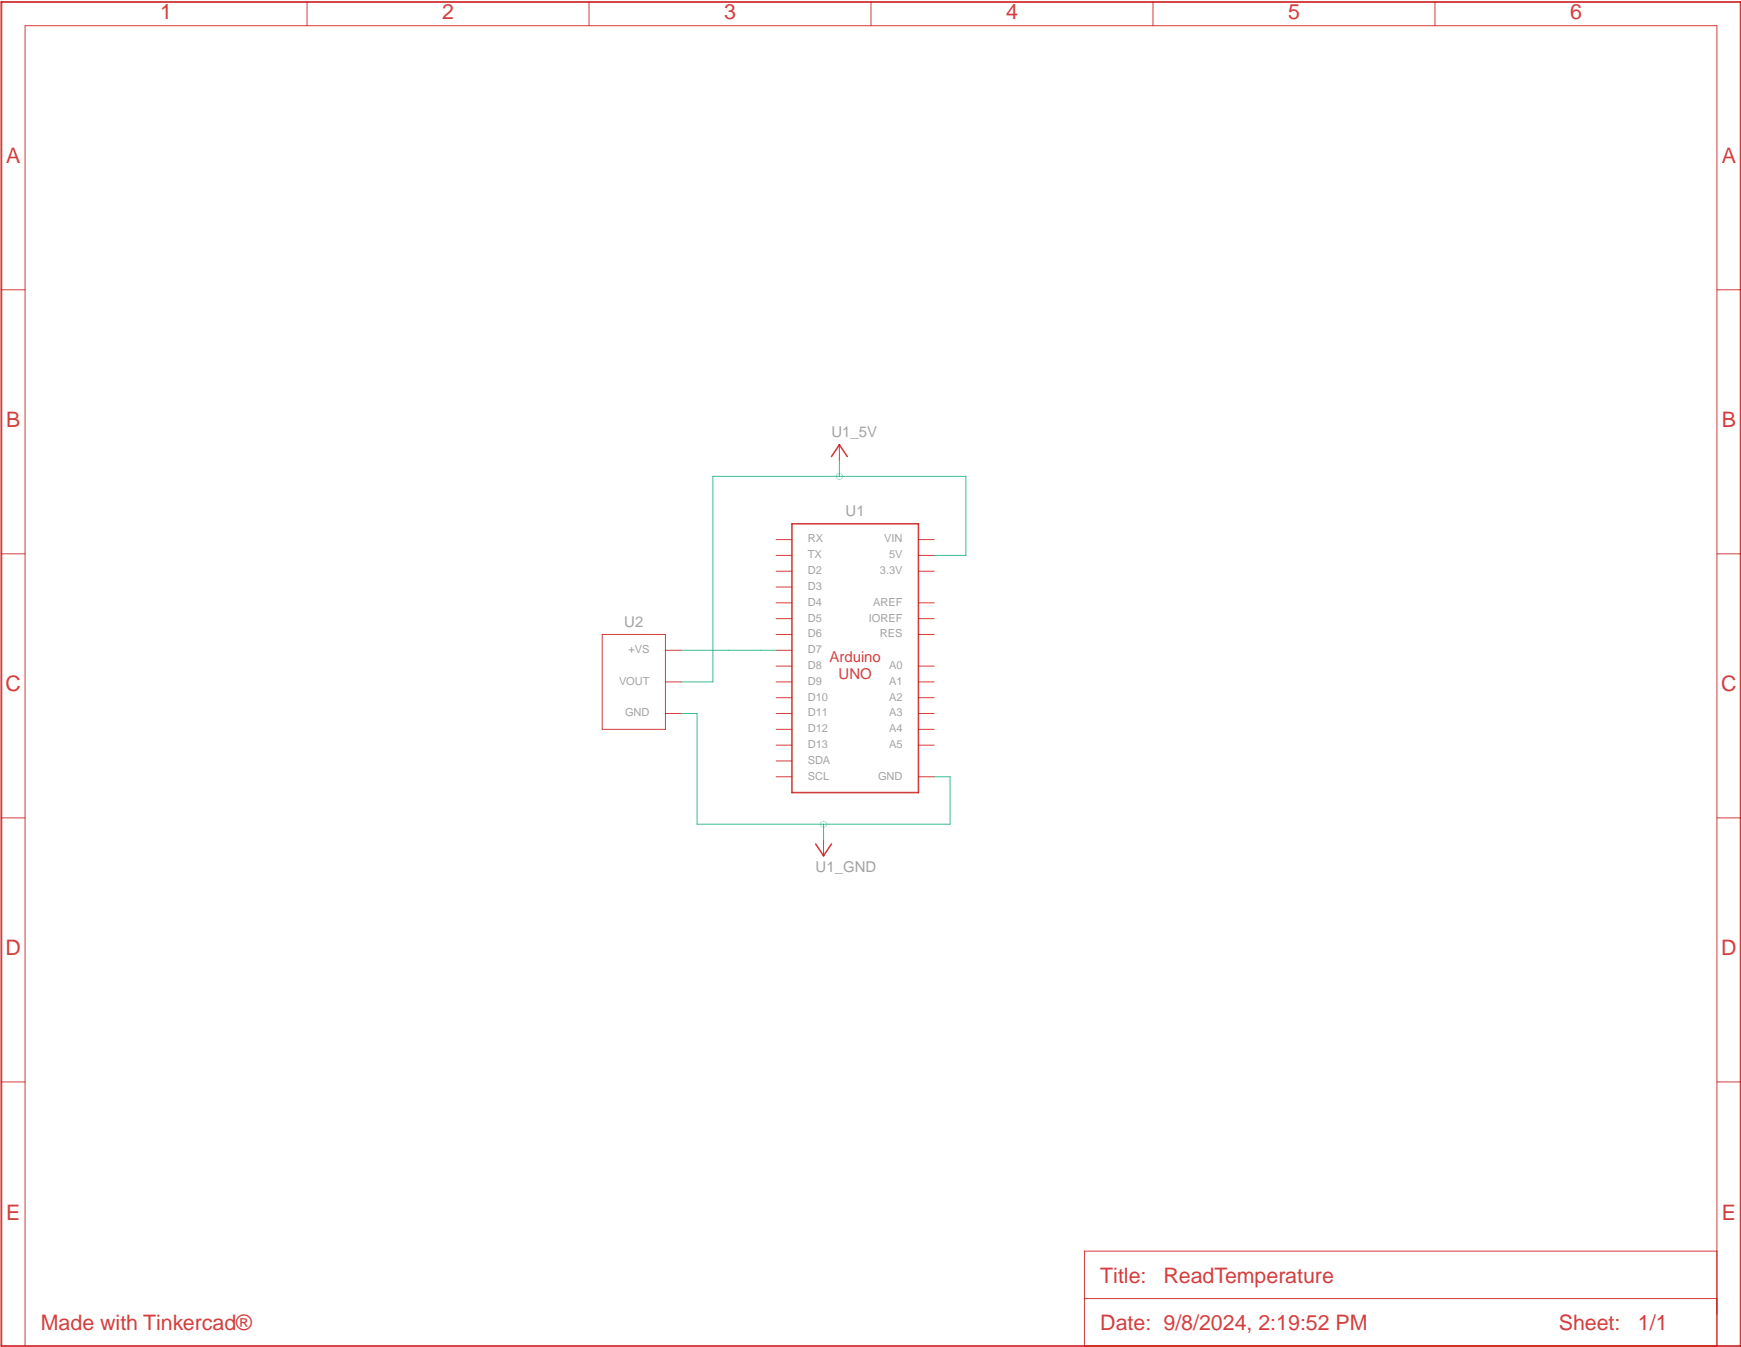 1 2 3 4 5 6
A A
B B
U1_5V
U1
RX VIN
TX 5V
D2 3.3V
D3
D4 AREF
D5 IOREF
D6 RES
D7
D8 A0
D9 A1
D10 A2
D11 A3
D12 A4
D13 A5
SDA
SCL GND
Arduino
UNO
U2
+VS
VOUT
GND
C C
U1_GND
D D
E E
Title: ReadTemperature
Date: 9/8/2024, 2:19:52 PM Sheet: 1/1
Made with Tinkercad®